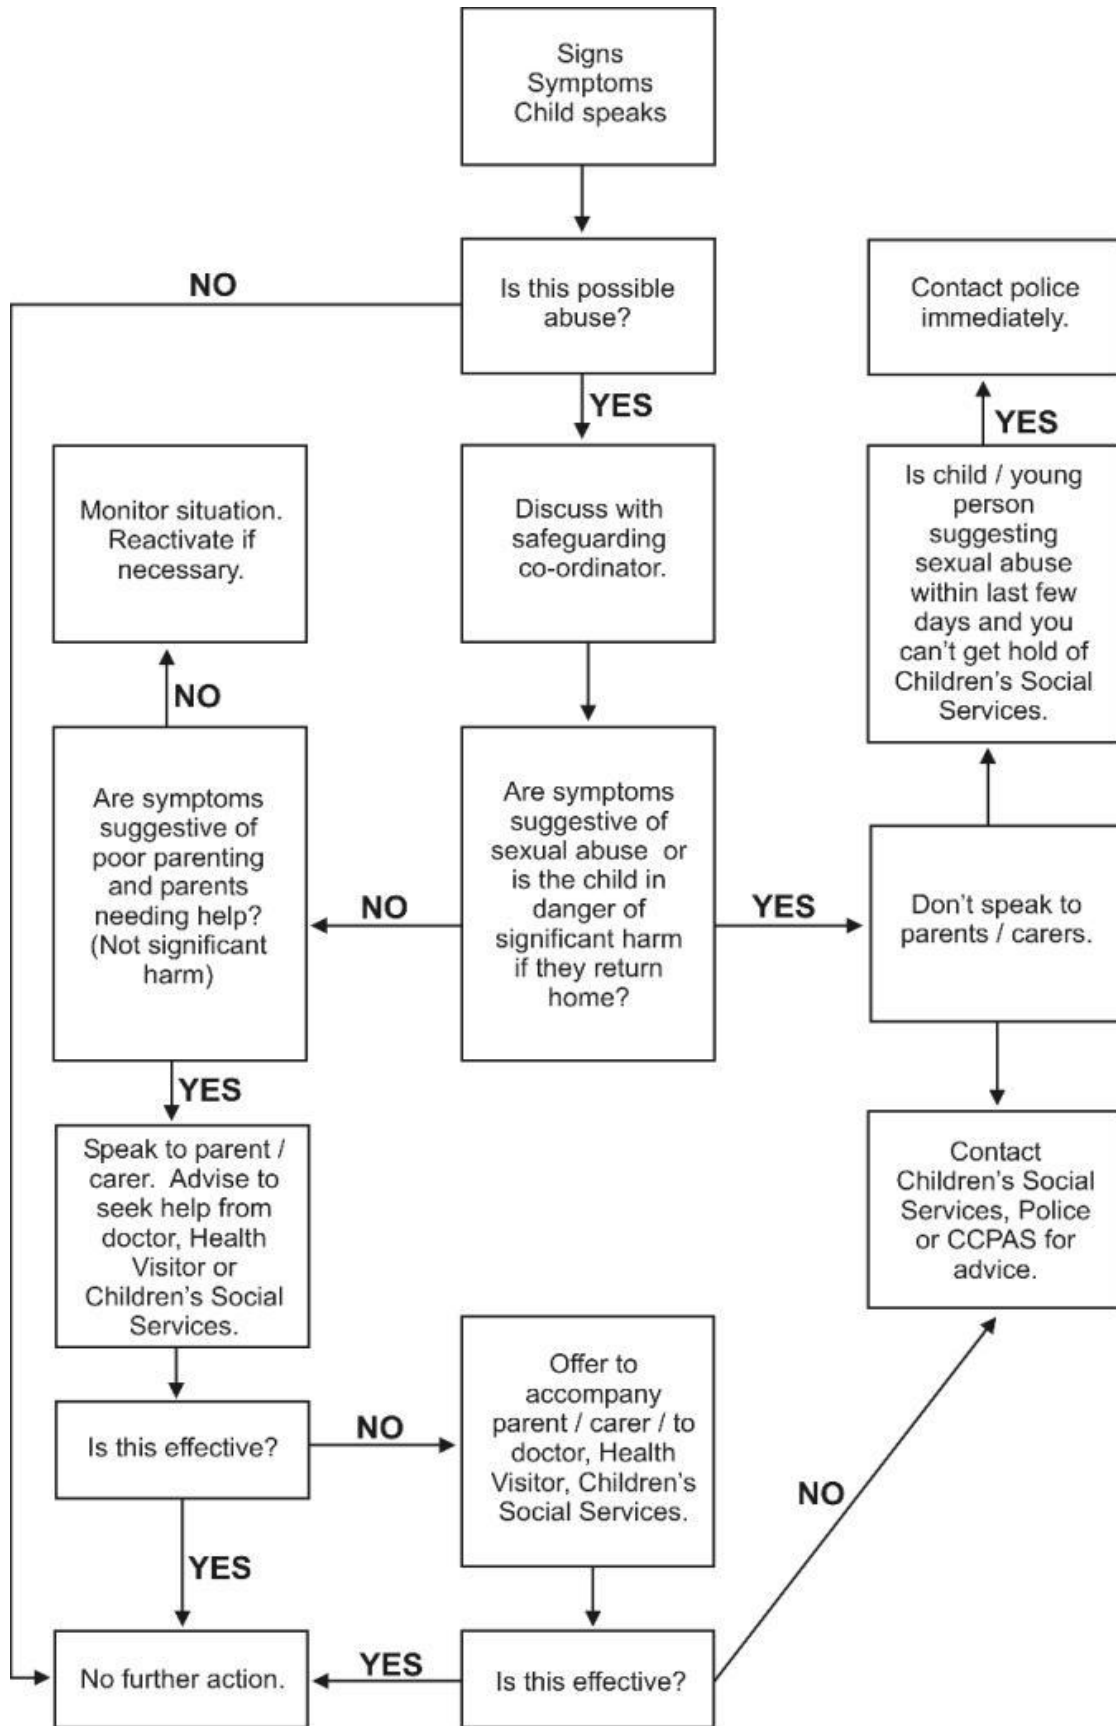 Signs
Symptoms
Child speaks
NO
Is this possible
abuse?
Contact police
immediately.
YES
YES
Monitor situation.
Reactivate if
necessary.
Discuss with
safeguarding
co-ordinator.
Is child / young
person
suggesting
sexual abuse
within last few
days and you
can't get hold of
Children's Social
Services.
NO
Are symptoms
suggestive of
poor parenting
and parents
needing help?
(Not significant
harm)
NO
Are symptoms
suggestive of
sexual abuse or
is the child in
danger of
significant harm
if they return
home?
YES
Don't speak to
parents / carers.
YES
Speak to parent /
carer. Advise to
seek help from
doctor, Health
Visitor or
Children's Social
Services.
Contact
Children's Social
Services, Police
or CCPAS for
advice.
Is this effective?
NO
Offer to
accompany
parent / carer / to
doctor, Health
Visitor, Children's
Social Services.
NO
YES
No further action.
YES
Is this effective?